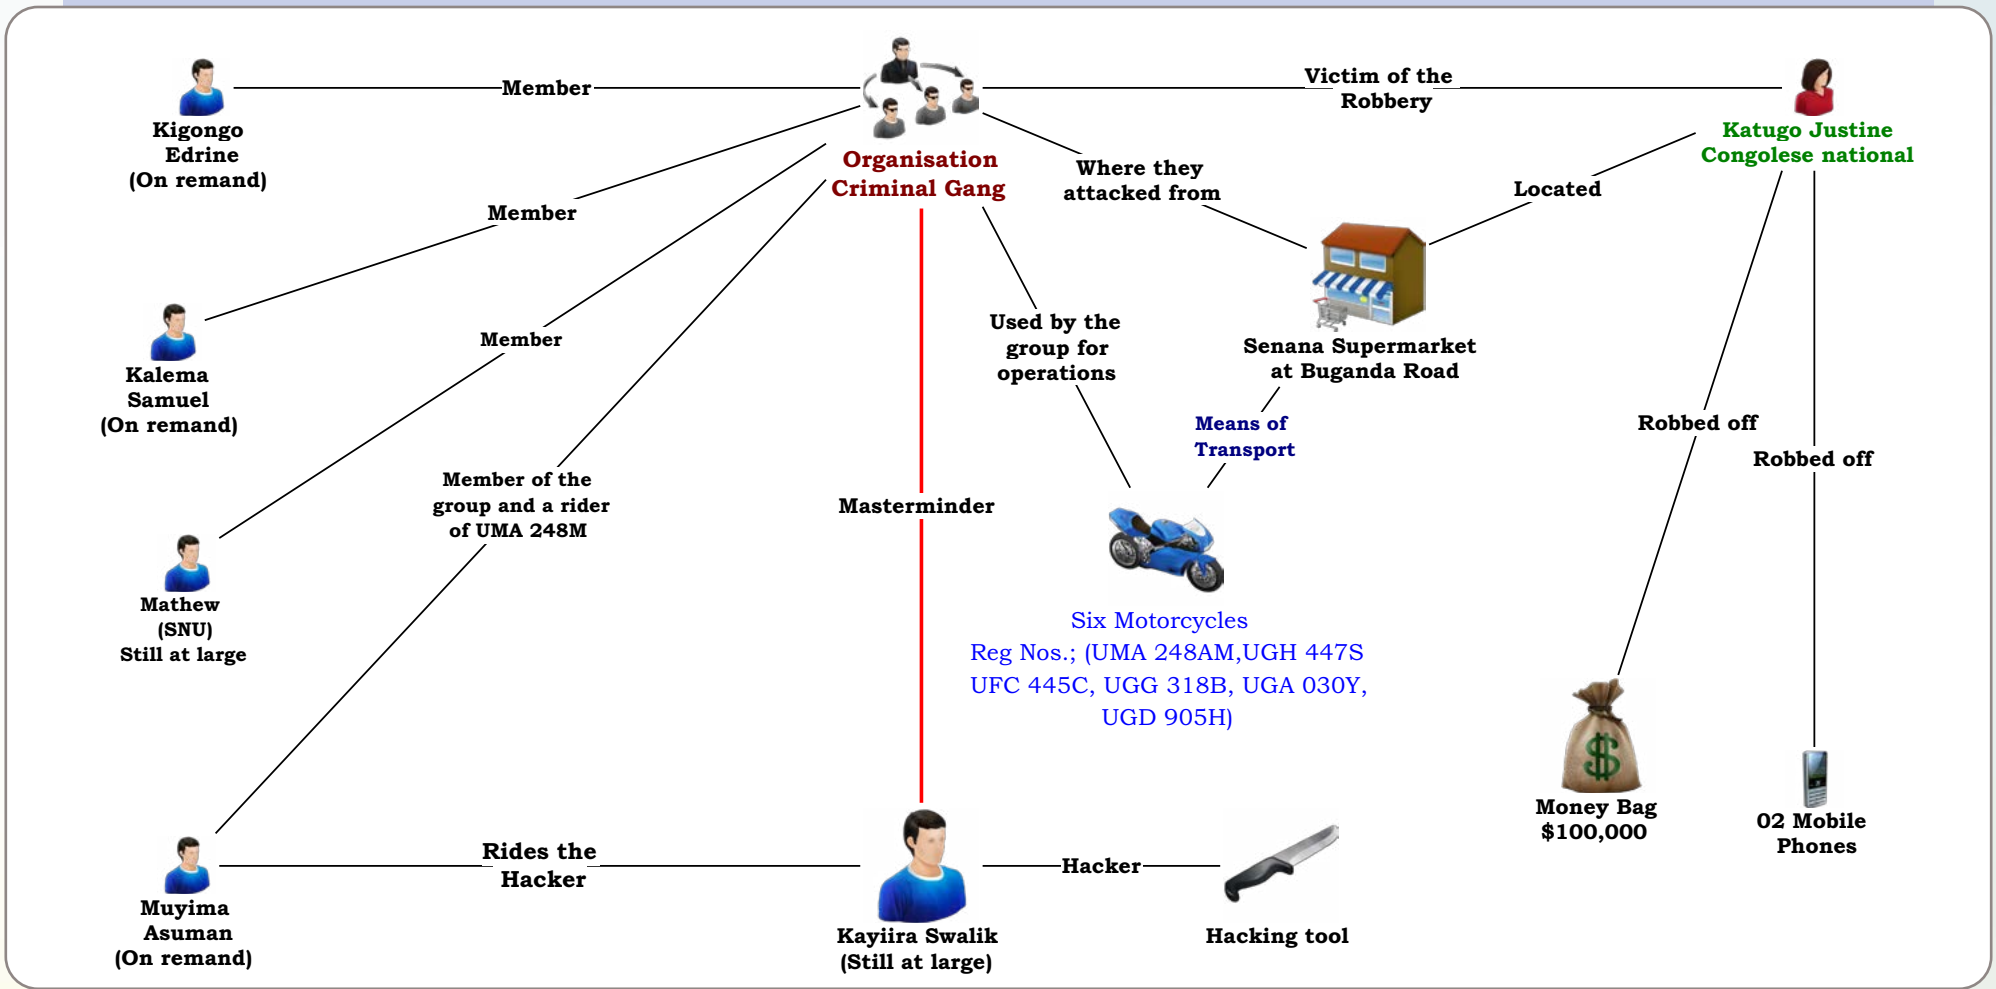 Member
Victim of the
Robbery
Kigongo
Edrine
(On remand)
Organisation
Criminal Gang
Katugo Justine
Congolese national
Where they
attacked from
Located
Member
Member
Used by the
group for
operations
Senana Supermarket
at Buganda Road
Kalema
Samuel
(On remand)
Means of
Transport
Robbed off
Robbed off
Member of the
group and a rider
of UMA 248M
Masterminder
Mathew
(SNU)
Still at large
Six Motorcycles
Reg Nos.; (UMA 248AM,UGH 447S
UFC 445C, UGG 318B, UGA 030Y,
UGD 905H)
Money Bag
$100,000
02 Mobile
Phones
Rides the
Hacker
Hacker
Muyima
Asuman
(On remand)
Kayiira Swalik
(Still at large)
Hacking tool